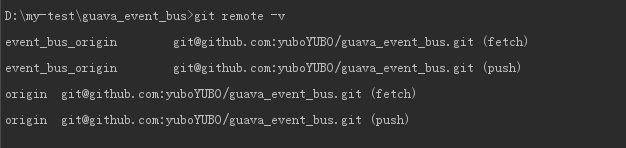 D:\my-test\guava_event_bus>git remote -v
event_bus_origin        git@github.com:yuboYUBO/guava_event_bus.git (fetch)
event_bus_origin        git@github.com:yuboYUBO/guava_event_bus.git (push)
origin  git@github.com:yuboYUBO/guava_event_bus.git (fetch)
origin  git@github.com:yuboYUBO/guava_event_bus.git (push)